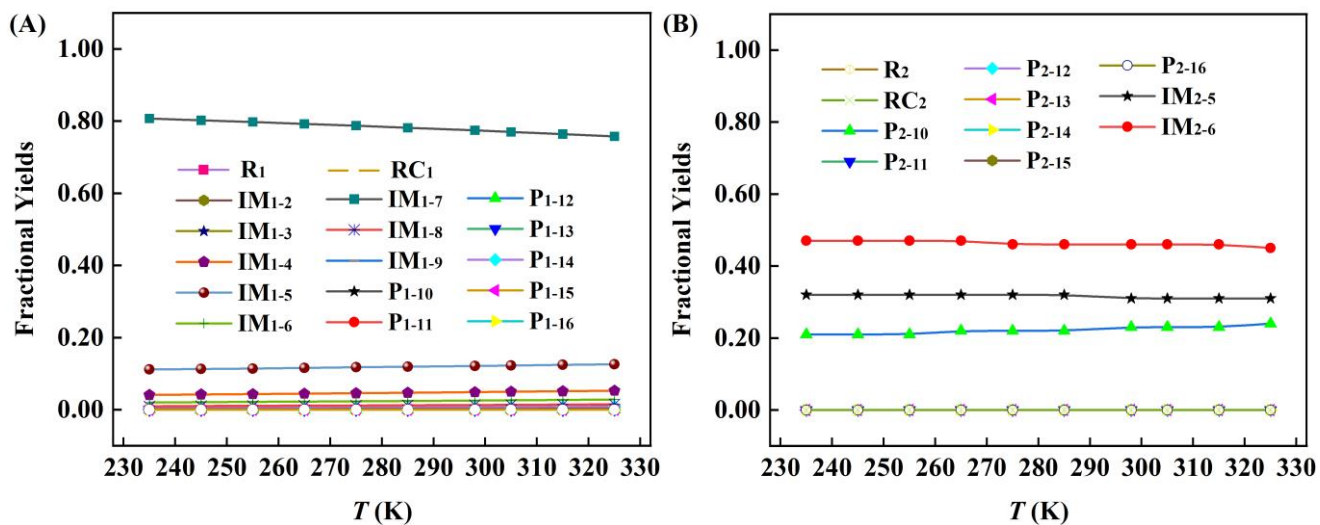 (A)
Fractional Yields
1.00
0.80
0.60
0.40
0.20
0.00
R1
RC1
IM1-2
IM1-7
P1-12
IM1-3
IM1-8
P1-13
IM1-4
IM1-9
P1-14
IM1-5
P1-10
P1-15
IM1-6
P1-11
P1-16
230 240 250 260 270 280 290 300 310 320 330
T (K)
(B)
Fractional Yields
1.00
0.80
0.60
0.40
0.20
0.00
R2
P2-12
P2-16
RC2
P2-13
IM2-5
P2-10
P2-14
IM2-6
P2-11
P2-15
230 240 250 260 270 280 290 300 310 320 330
T (K)